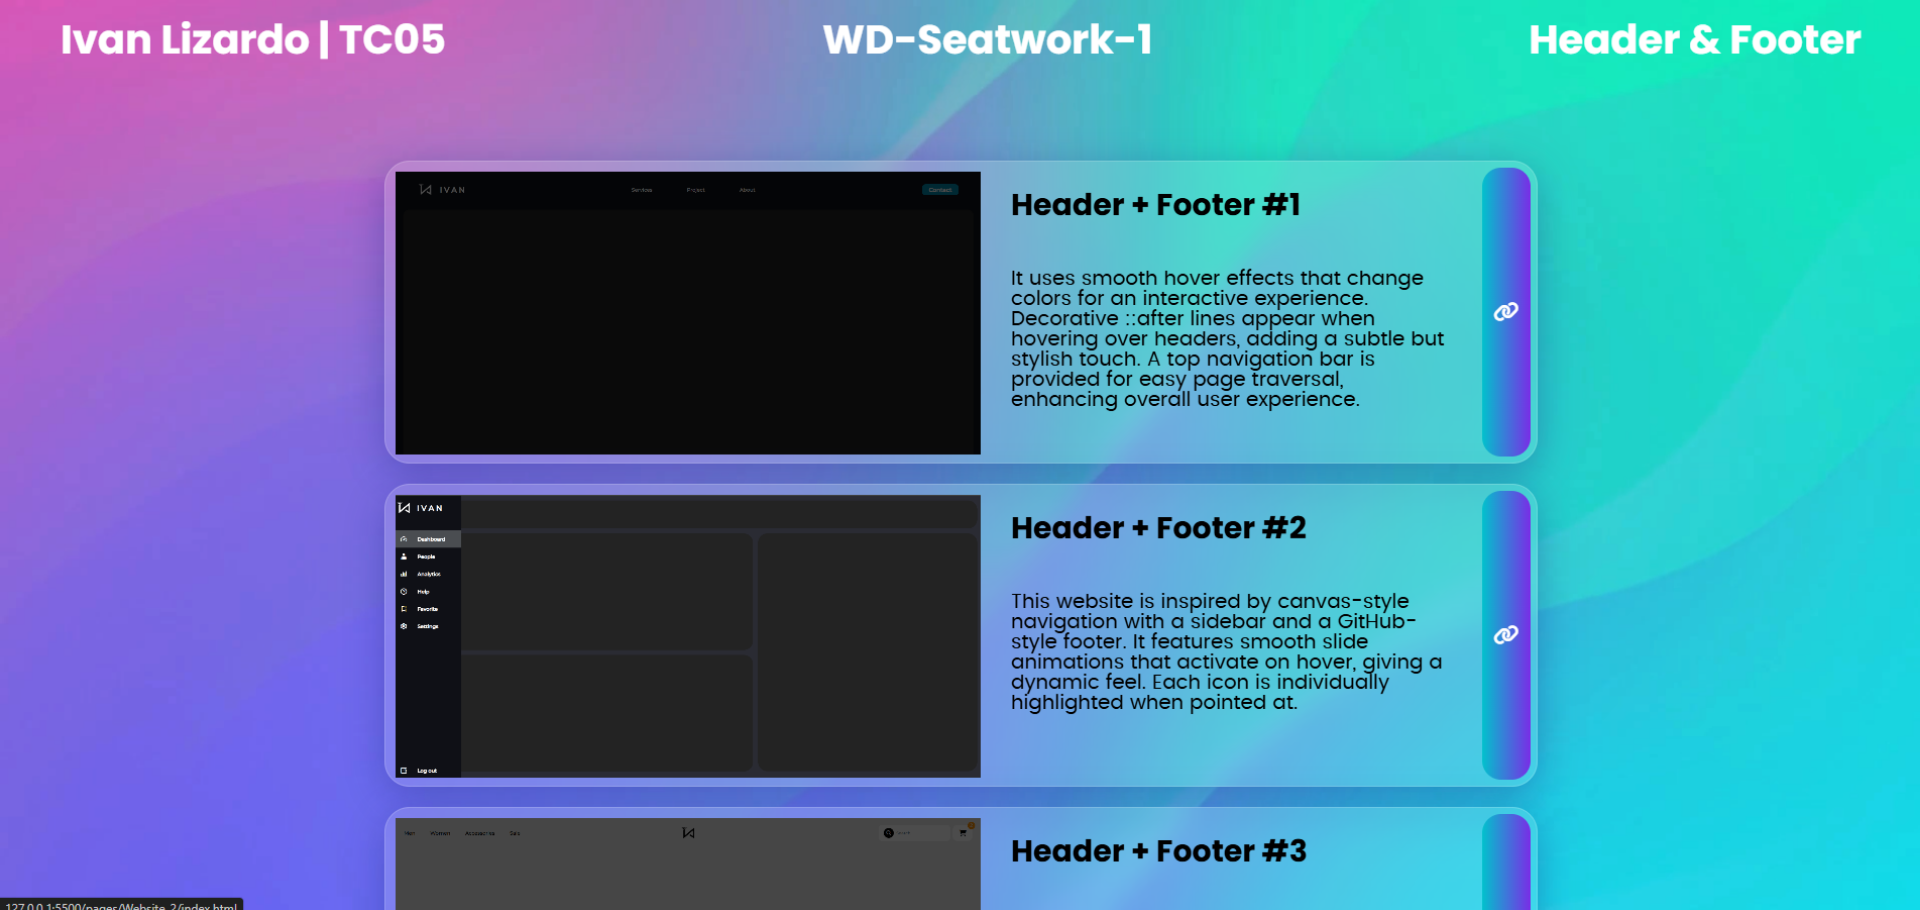 Ivan Lizardo | TC05
WD-Seatwork-1
Header & Footer
IVAN
Services
Project
About
Contact
Header + Footer #1
It uses smooth hover effects that change
colors for an interactive experience.
Decorative ::after lines appear when
hovering over headers, adding a subtle but
stylish touch. A top navigation bar is
provided for easy page traversal,
enhancing overall user experience.
IVAN
Dashboard
People
Analytics
Help
Favorite
Settings
Log out
Header + Footer #2
This website is inspired by canvas-style
navigation with a sidebar and a GitHub-
style footer. It features smooth slide
animations that activate on hover, giving a
dynamic feel. Each icon is individually
highlighted when pointed at.
Men
Women
Accessories
Sale
Header + Footer #3
127.0.0.1:5500/pages/Website_2/index.html